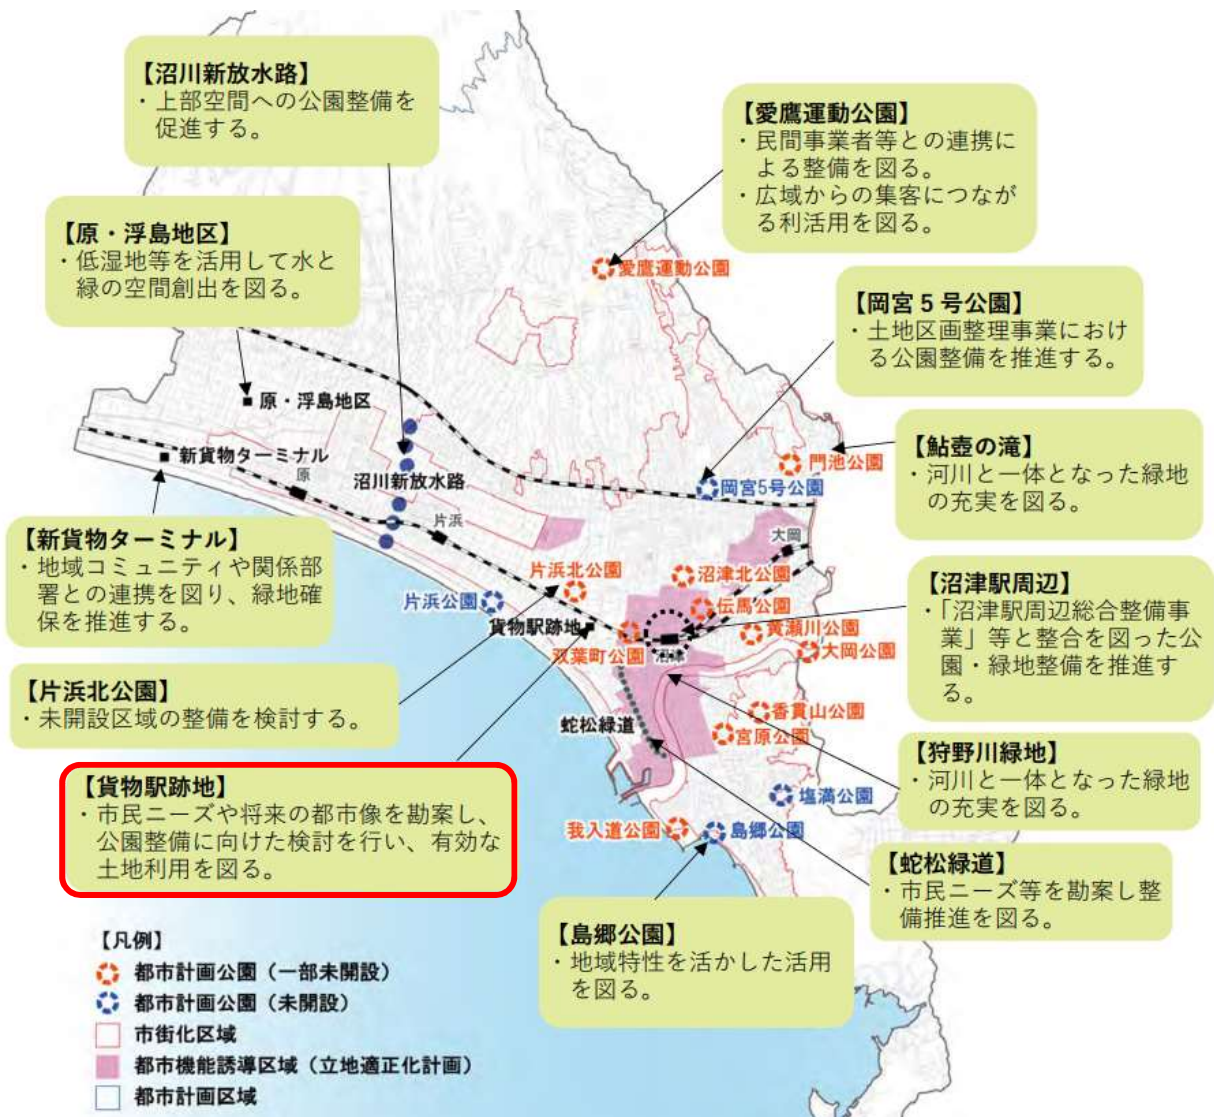 【沼川新放水路】
・上部空間への公園整備を
促進する。
【愛鷹運動公園】
・民間事業者等との連携に
よる整備を図る。
・広域からの集客につなが
る利活用を図る。
【原・浮島地区】
・低湿地等を活用して水と
緑の空間創出を図る。
愛鷹運動公園
【岡宮5号公園】
・土地区画整理事業におけ
る公園整備を推進する。
原・浮島地区
新貨物ターミナル
原
沼川新放水路
片浜
門池公園
岡宮5号公園
【鮎壺の滝】
・河川と一体となった緑地
の充実を図る。
大岡
【新貨物ターミナル】
・地域コミュニティや関係部
署との連携を図り、緑地確
保を推進する。
片浜北公園
片浜公園
貨物駅跡地
沼津北公園
伝馬公園
双葉町公園
沼津
黄瀬川公園
大岡公園
【沼津駅周辺】
・「沼津駅周辺総合整備事
業」等と整合を図った公
園・緑地整備を推進す
る。
【片浜北公園】
・未開設区域の整備を検討する。
蛇松緑道
香貫山公園
宮原公園
【狩野川緑地】
・河川と一体となった緑地
の充実を図る。
【貨物駅跡地】
・市民ニーズや将来の都市像を勘案し、
公園整備に向けた検討を行い、有効な
土地利用を図る。
塩満公園
我入道公園
島郷公園
【蛇松緑道】
・市民ニーズ等を勘案し整
備推進を図る。
【島郷公園】
・地域特性を活かした活用
を図る。
【凡例】
都市計画公園（一部未開設）
都市計画公園（未開設）
市街化区域
都市機能誘導区域（立地適正化計画）
都市計画区域